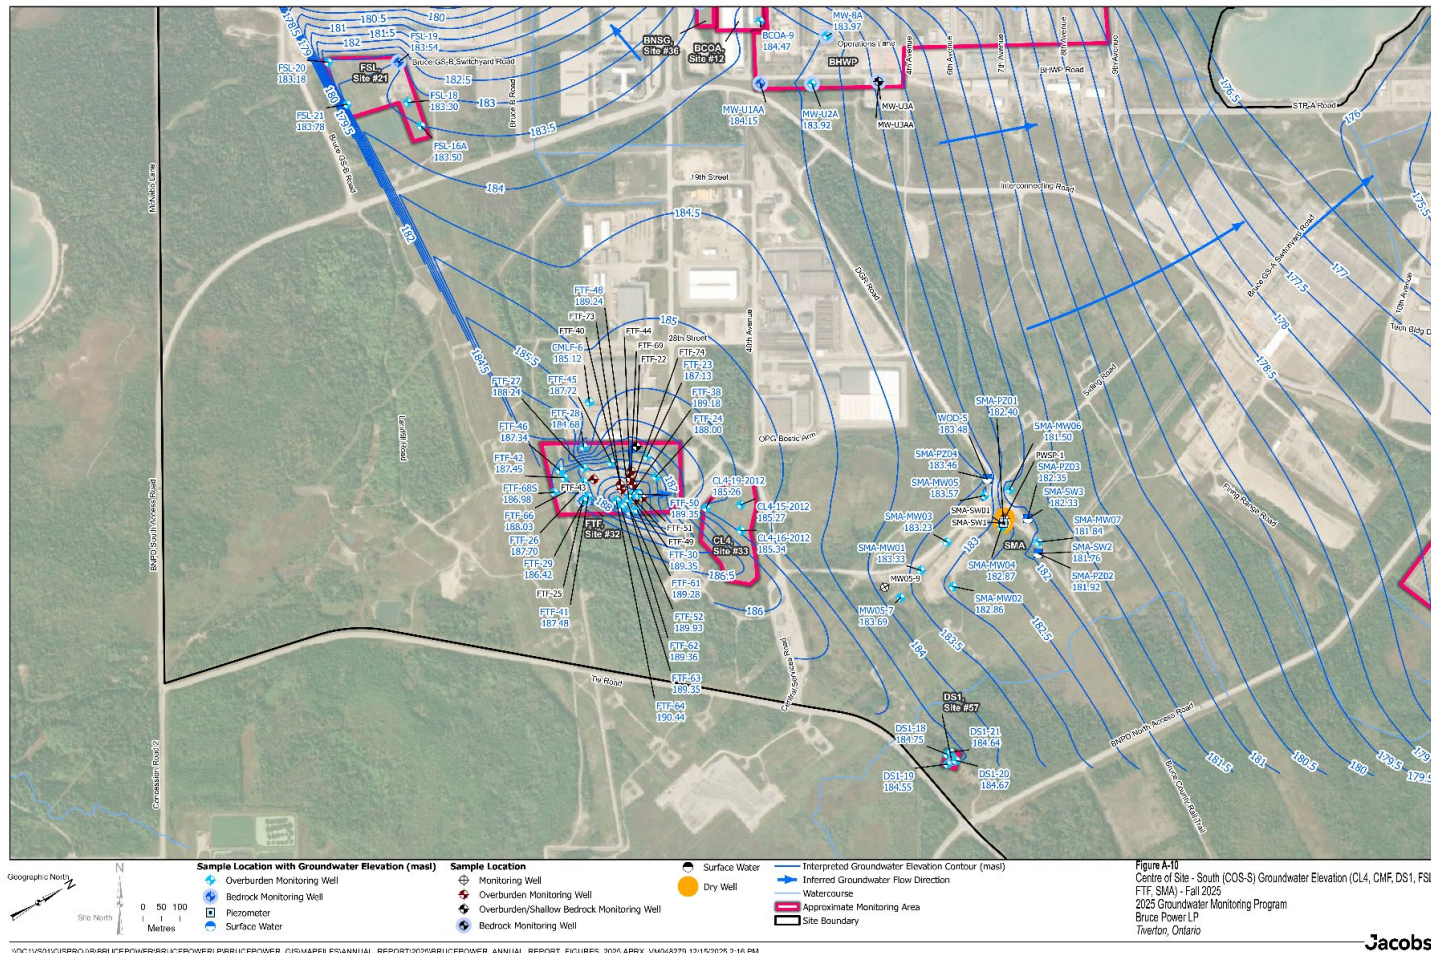 178.5
180.5
180
181
181.5
179
182
FSL-19
183.54
MW-8A
183.97
BCOA-9
184.47
BNSG,
Site #36
BCOA,
Site #12
Operations Lane
BHWP
4th Avenue
6th Avenue
7th Avenue
8th Avenue
9th Avenue
BHWP Road
FSL-20
183.18
FSL,
Site #21
Bruce GS-B Switchyard Road
182.5
183
Bruce B Road
FSL-18
183.30
180
179.5
FSL-21
183.78
FSL-16A
183.50
183.5
MW-U1AA
184.15
MW-U2A
183.92
MW-U3A
MW-U3AA
176.5
STP-A Road
176
Bruce GS-B Road
McNabb Lane
184
19th Street
Interconnecting Road
175.5
182
184.5
DGR Road
Bruce GS-A Switchyard Road
177
177.5
178
10th Avenue
178.5
FTF-48
189.24
FTF-73
FTF-40
CMLF-6
185.12
FTF-44
FTF-69
FTF-22
28th Street
185
40th Avenue
FTF-74
FTF-23
187.13
184.5
185.5
FTF-27
188.24
FTF-45
187.72
FTF-28
184.68
FTF-38
189.18
FTF-24
188.00
FTF-46
187.34
FTF-42
187.45
FTF-68S
186.98
FTF-43
FTF-66
188.03
FTF-26
187.70
FTF-29
186.42
FTF-25
FTF-41
187.48
188
187
FTF,
Site #32
FTF-50
189.35
FTF-51
FTF-49
FTF-30
189.35
FTF-61
189.28
FTF-52
189.93
FTF-62
189.36
FTF-63
189.35
FTF-64
190.44
OPG Bostic Arm
CL4-19-2012
185.26
CL4-15-2012
185.27
CL4-16-2012
185.34
CL4,
Site #33
186.5
186
Landfill Road
BNPD South Access Road
Siding Road
Firing Range Road
WOD-5
183.48
SMA-PZ01
182.40
SMA-MW06
181.50
PWSP-1
SMA-PZ04
183.46
SMA-PZ03
182.35
SMA-MW05
183.57
SMA-SW3
182.33
SMA-SW01
SMA-SW1
SMA-MW03
183.23
SMA-MW07
181.84
SMA-SW2
181.76
SMA-MW01
183.33
SMA
183
182
SMA-MW04
182.87
SMA-PZ02
181.92
MW05-9
SMA-MW02
182.86
MW05-7
183.69
182.5
183.5
184
Tie Road
Central Services Road
DS1,
Site #57
DS1-18
184.75
DS1-21
184.64
DS1-19
184.55
DS1-20
184.67
BNPD North Access Road
Bruce County Rail Trail
Concession Road 2
181.5
181
180.5
180
179.5
179
179.5
Geographic North
N
Site North
0 50 100
Metres
Sample Location with Groundwater Elevation (masl)
Overburden Monitoring Well
Bedrock Monitoring Well
Piezometer
Surface Water
Sample Location
Monitoring Well
Overburden Monitoring Well
Overburden/Shallow Bedrock Monitoring Well
Bedrock Monitoring Well
Surface Water
Dry Well
Interpreted Groundwater Elevation Contour (masl)
Inferred Groundwater Flow Direction
Watercourse
Approximate Monitoring Area
Site Boundary
Figure A-10
Centre of Site - South (COS-S) Groundwater Elevation (CL4, CMF, DS1, FSL
FTF, SMA) - Fall 2025
2025 Groundwater Monitoring Program
Bruce Power LP
Tiverton, Ontario
Jacobs